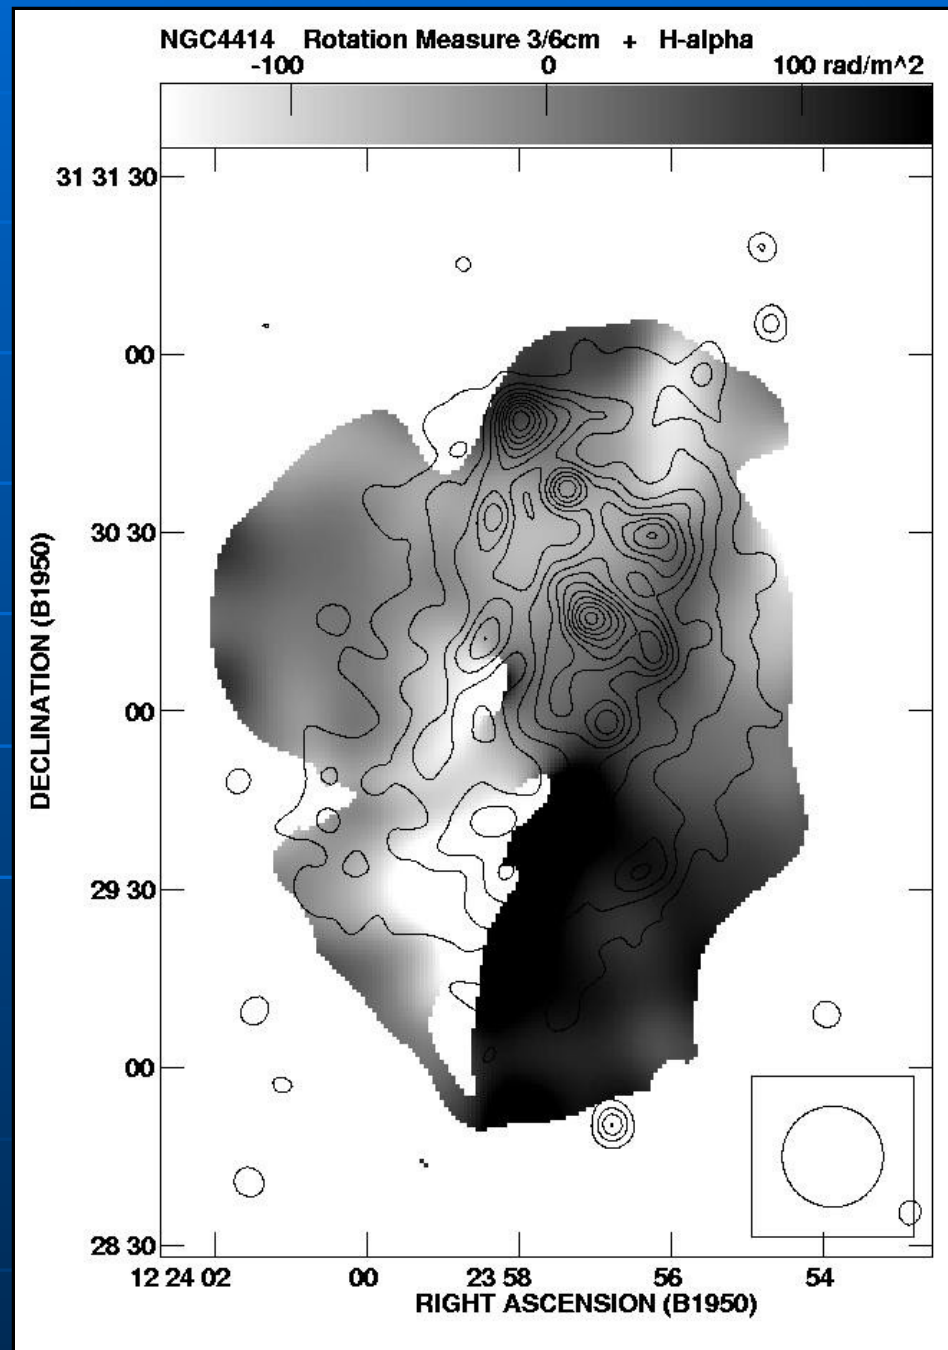 NGC4414 Rotation Measure 3/6cm + H-alpha
-100 0 100 rad/m^2
31 31 30
00
30 30
00
29 30
00
28 30
DECLINATION (B1950)
12 24 02 00 23 58 56 54
RIGHT ASCENSION (B1950)